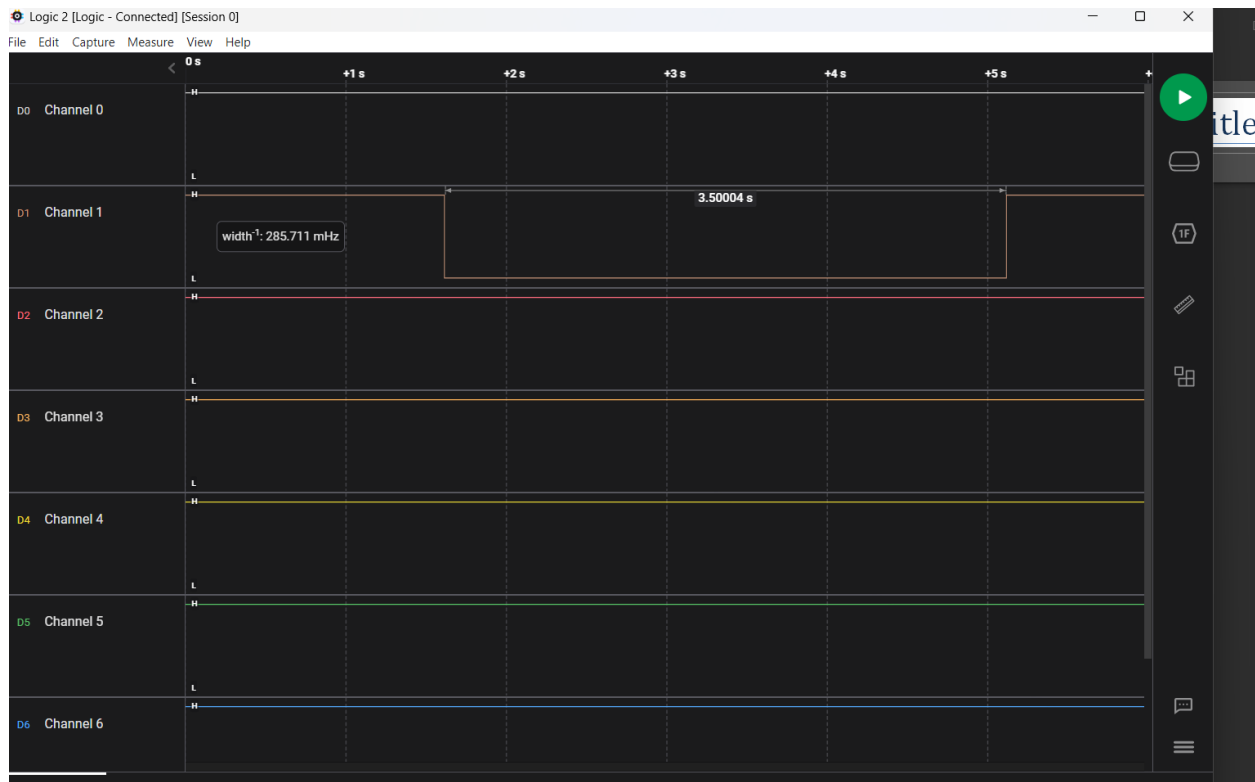 Logic 2 [Logic - Connected] [Session 0]
File Edit Capture Measure View Help
0 s
+1 s +2 s +3 s +4 s +5 s +
D0 Channel 0
H
L
itle
D1 Channel 1
H
3.50004 s
width-1: 285.711 mHz
L
1F
D2 Channel 2
H
L
D3 Channel 3
H
L
D4 Channel 4
H
L
D5 Channel 5
H
L
D6 Channel 6
H